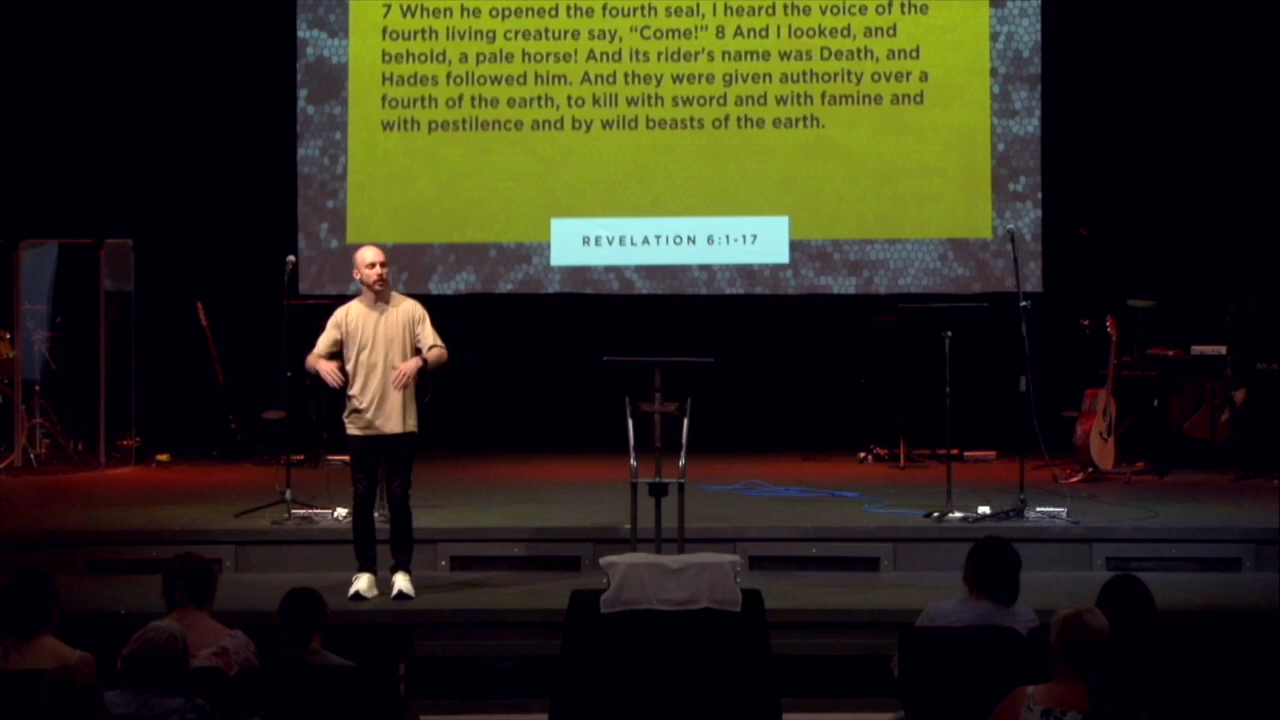 7 When he opened the fourth seal, I heard the voice of the
fourth living creature say, “Come!” 8 And I looked, and
behold, a pale horse! And its rider's name was Death, and
Hades followed him. And they were given authority over a
fourth of the earth, to kill with sword and with famine and
with pestilence and by wild beasts of the earth.
REVELATION 6:1-17